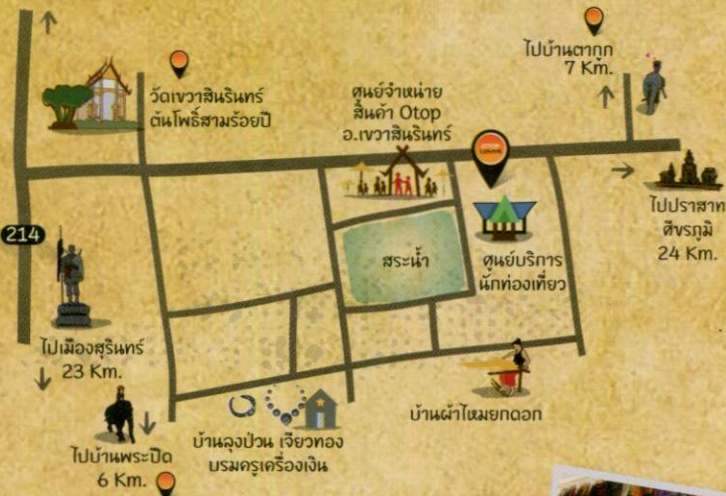 ไปบ้านตากูก
7 Km.
วัดเขวาสินรินทร์
ต้นโพธิ์สามร้อยปี
ศูนย์จำหน่าย
สินค้า Otop
อ.เขวาสินรินทร์
OTOP
214
สระน้ำ
ศูนย์บริการ
นักท่องเที่ยว
ไปปราสาท
ศีขรภูมิ
24 Km.
ไปเมืองสุรินทร์
23 Km.
บ้านผ้าไหมยกดอก
บ้านลุงป่วน เจียวทอง
บรมครูเครื่องเงิน
ไปบ้านพระปืด
6 Km.